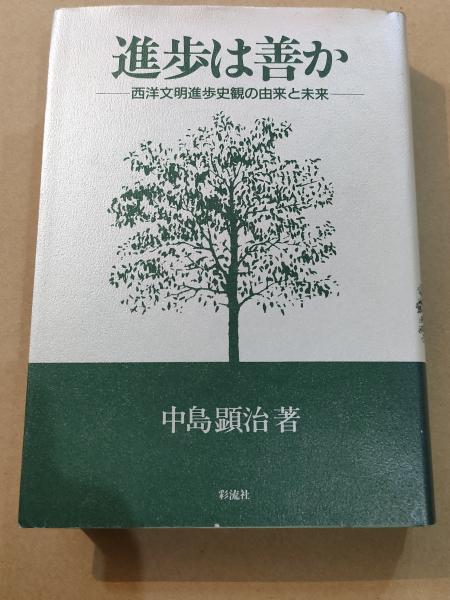 進歩は善か
西洋文明進歩史観の由来と未来
中島顕治著
彩流社